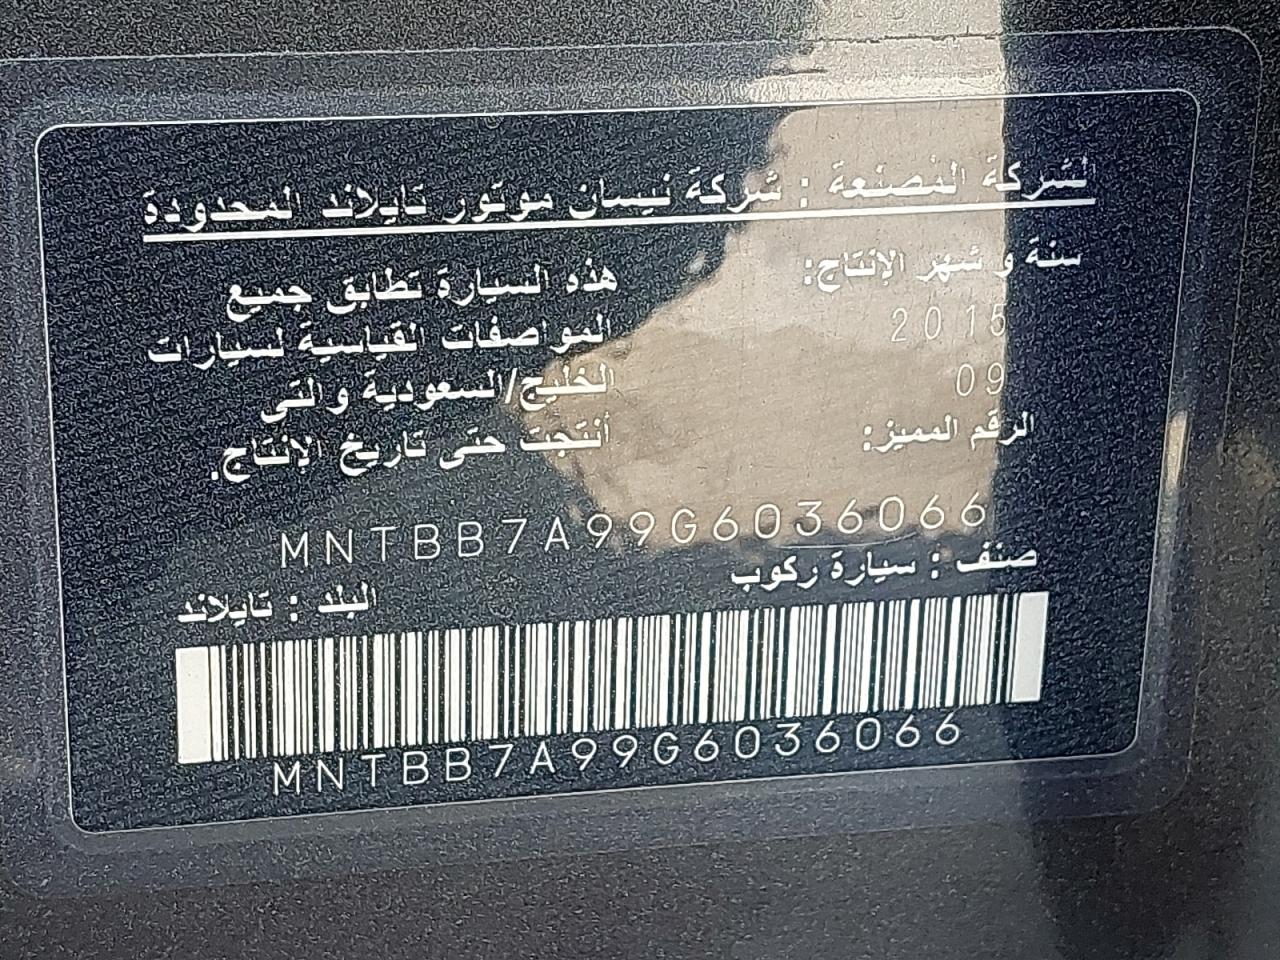 الشركة المصنعة : شركة نيسان موتور تايلاند المحدودة
سنة و شهر الإنتاج:
2015
09
الرقم المميز:
هذه السيارة تطابق جميع
المواصفات القياسية لسيارات
الخليج/السعودية والتى
أنتجت حتى تاريخ الإنتاج.
MNTBB7A99G6036066
صنف : سيارة ركوب
البلد : تايلاند
MNTBB7A99G6036066